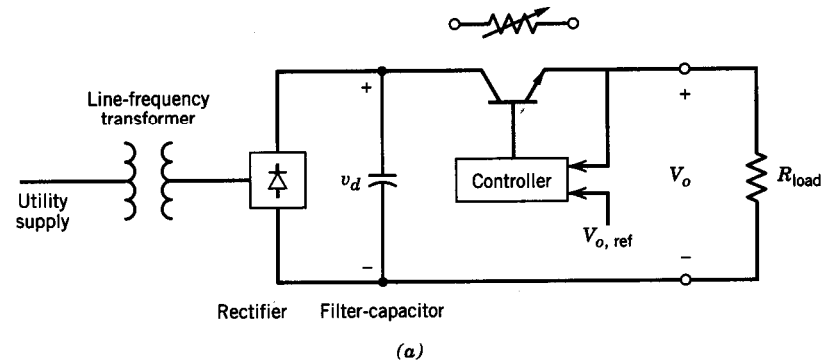 Line-frequency
transformer
Utility
supply
+
v_d
−
Controller
V_o, ref
+
V_o
−
R_load
Rectifier
Filter-capacitor
(a)